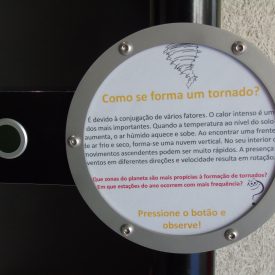 Como se forma um tornado?
É devido à conjugação de vários fatores. O calor intenso é um
dos mais importantes. Quando a temperatura ao nível do solo
aumenta, o ar húmido aquece e sobe. Ao encontrar uma frente
de ar frio e seco, forma-se uma nuvem vertical. No seu interior o
movimentos ascendentes podem ser muito rápidos. A presença
ventos em diferentes direções e velocidade resulta em rotação.
Que zonas do planeta são mais propícias à formação de tornados?
Em que estações do ano ocorrem com mais frequência?
Pressione o botão e
observe!